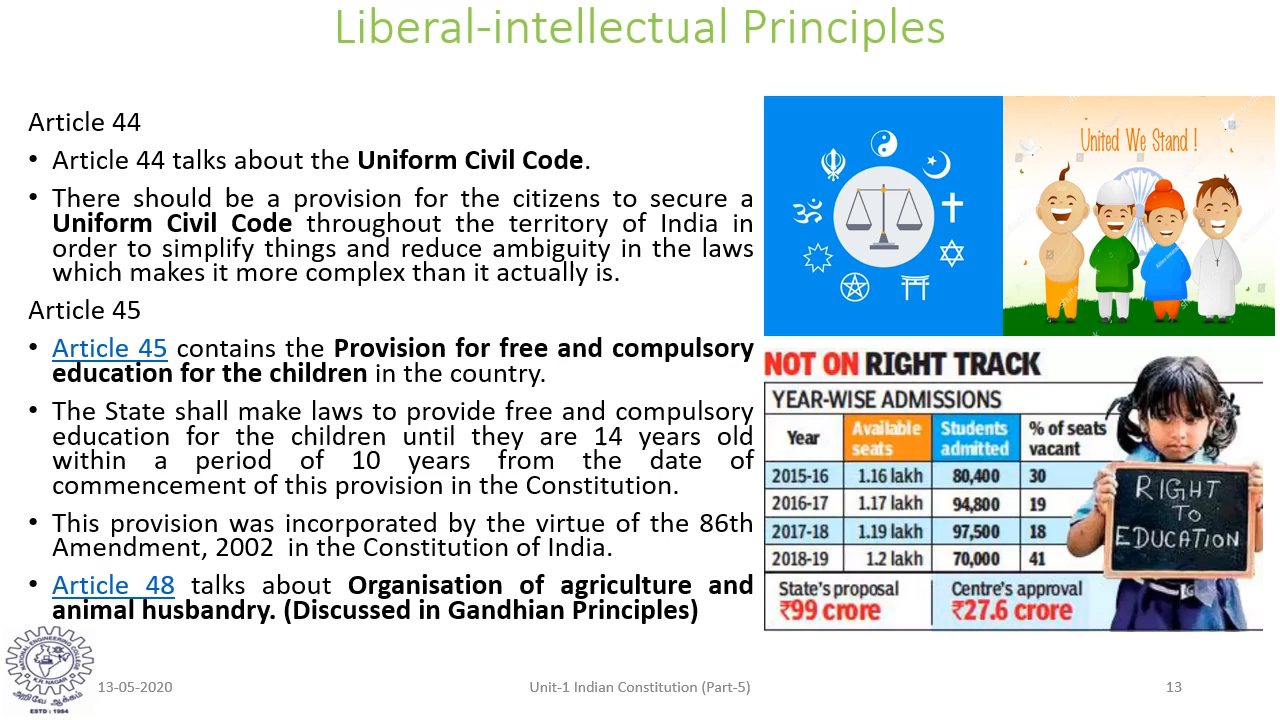 Liberal-intellectual Principles
Article 44
• Article 44 talks about the Uniform Civil Code.
• There should be a provision for the citizens to secure a
Uniform Civil Code throughout the territory of India in
order to simplify things and reduce ambiguity in the laws
which makes it more complex than it actually is.
Article 45
• Article 45 contains the Provision for free and compulsory
education for the children in the country.
• The State shall make laws to provide free and compulsory
education for the children until they are 14 years old
within a period of 10 years from the date of
commencement of this provision in the Constitution.
• This provision was incorporated by the virtue of the 86th
Amendment, 2002 in the Constitution of India.
• Article 48 talks about Organisation of agriculture and
animal husbandry. (Discussed in Gandhian Principles)
United We Stand !
NOT ON RIGHT TRACK
YEAR-WISE ADMISSIONS
Year Available seats Students admitted % of seats vacant
2015-16 1.16 lakh 80,400 30
2016-17 1.17 lakh 94,800 19
2017-18 1.19 lakh 97,500 18
2018-19 1.2 lakh 70,000 41
State's proposal Centre's approval
₹99 crore ₹27.6 crore
RIGHT
TO
EDUCATION
NATIONAL ENGINEERING COLLEGE
K.R. NAGAR
ESTD : 1984
13-05-2020 Unit-1 Indian Constitution (Part-5) 13